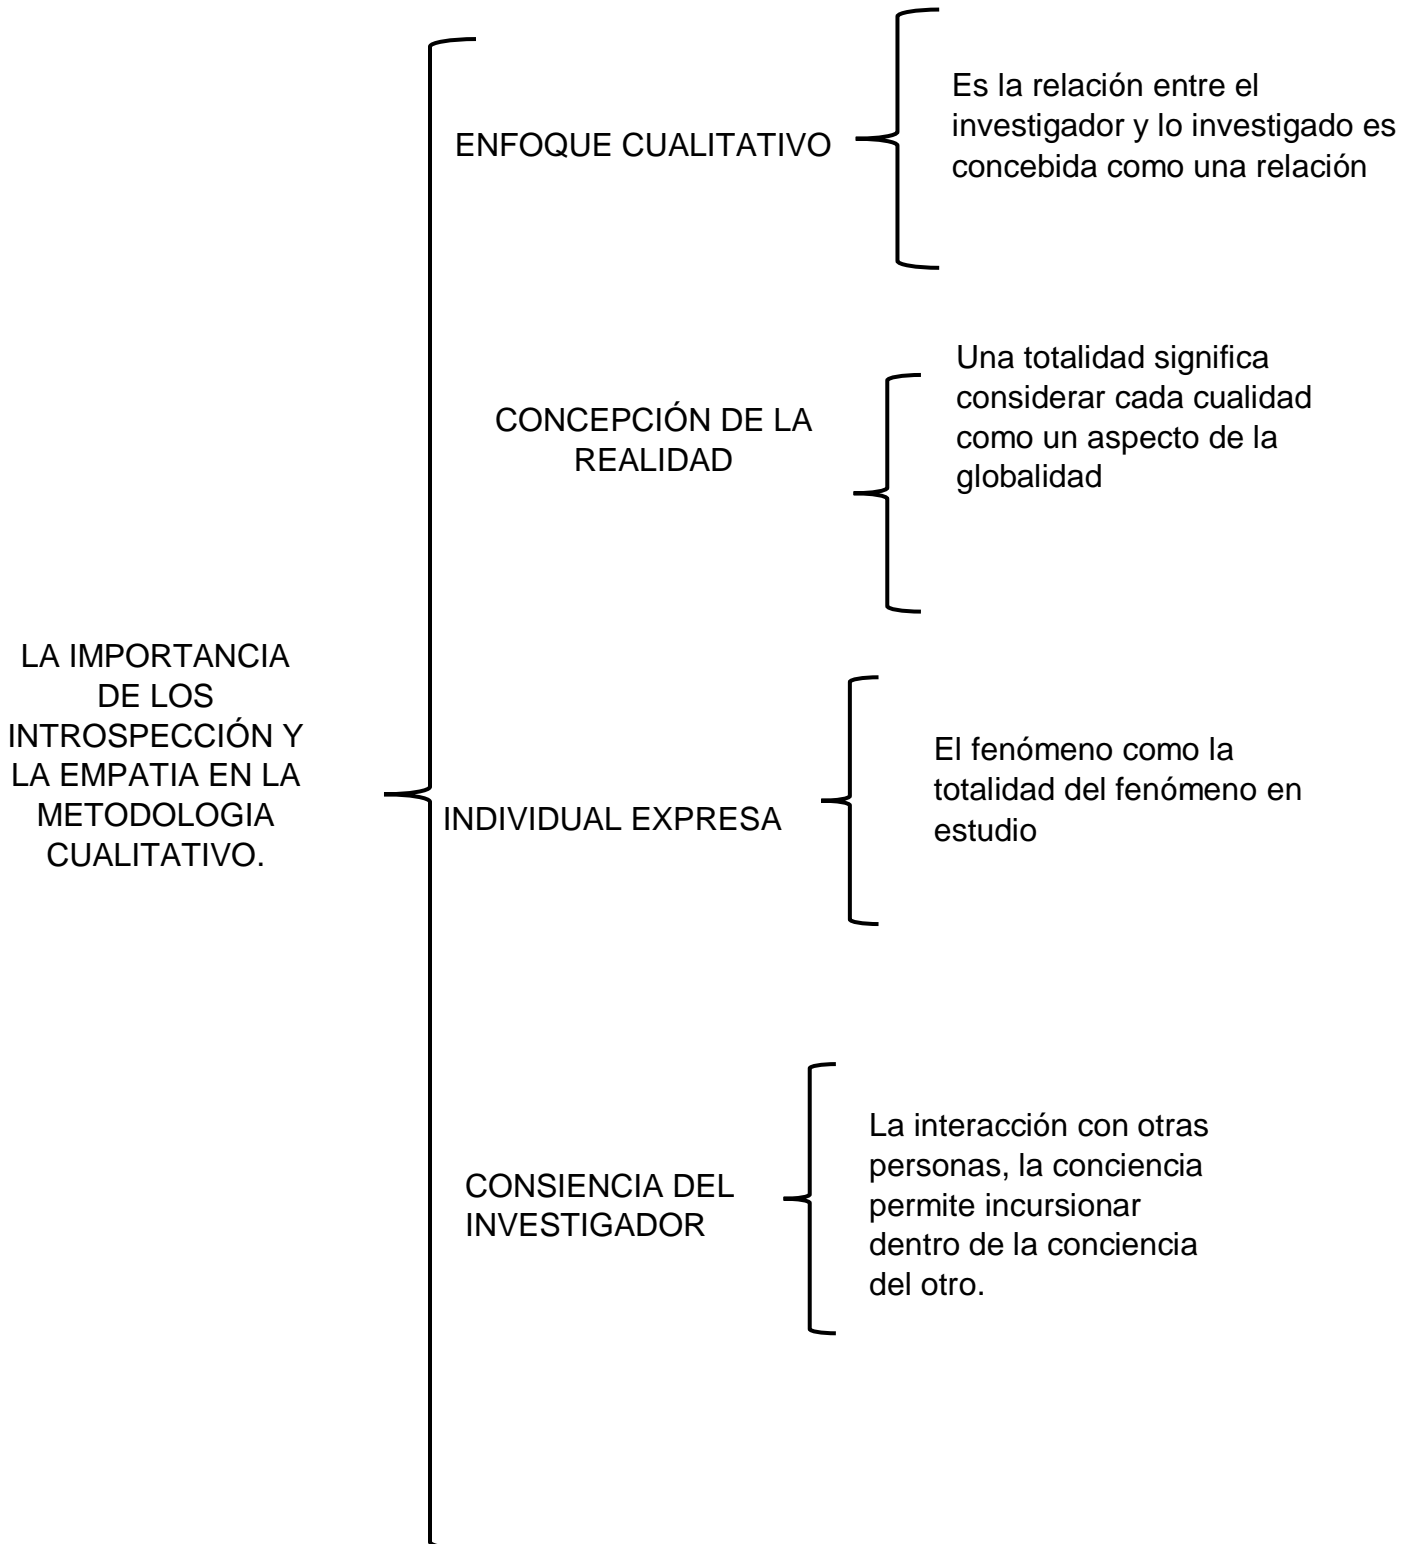 LA IMPORTANCIA
DE LOS
INTROSPECCIÓN Y
LA EMPATIA EN LA
METODOLOGIA
CUALITATIVO.
ENFOQUE CUALITATIVO
Es la relación entre el
investigador y lo investigado es
concebida como una relación
CONCEPCIÓN DE LA
REALIDAD
Una totalidad significa
considerar cada cualidad
como un aspecto de la
globalidad
INDIVIDUAL EXPRESA
El fenómeno como la
totalidad del fenómeno en
estudio
CONSIENCIA DEL
INVESTIGADOR
La interacción con otras
personas, la conciencia
permite incursionar
dentro de la conciencia
del otro.